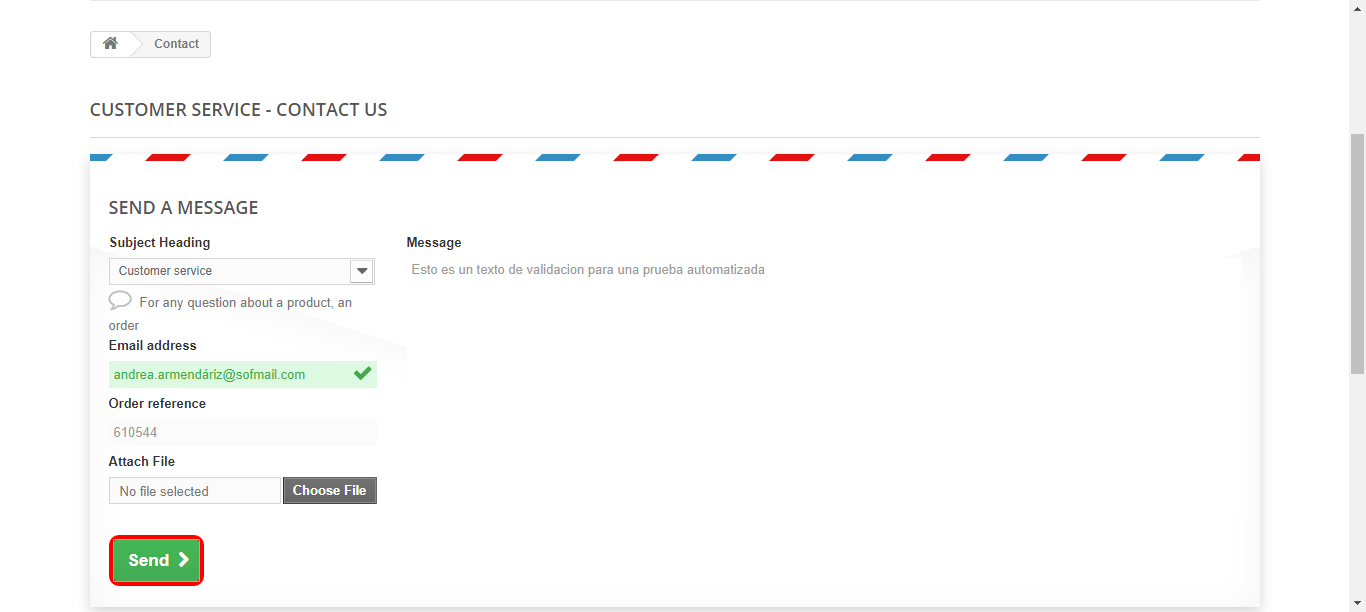 Contact
CUSTOMER SERVICE - CONTACT US
SEND A MESSAGE
Subject Heading
Customer service
For any question about a product, an
order
Email address
andrea.armendáriz@sofmail.com
Order reference
610544
Attach File
No file selected
Choose File
Send
Message
Esto es un texto de validacion para una prueba automatizada